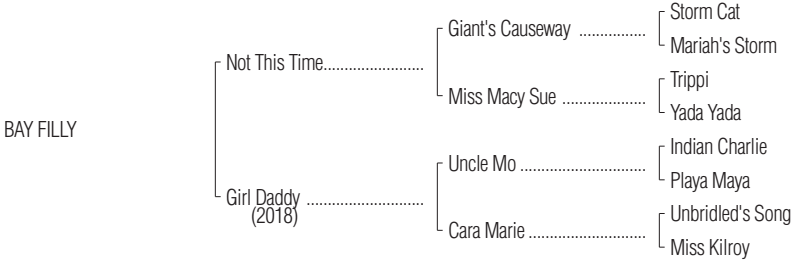 Storm Cat
Giant's Causeway ................
Mariah's Storm
Not This Time........................
Trippi
Miss Macy Sue ....................
Yada Yada
BAY FILLY
Indian Charlie
Uncle Mo ..............................
Playa Maya
Girl Daddy ............................
(2018)
Unbridled's Song
Cara Marie ............................
Miss Kilroy